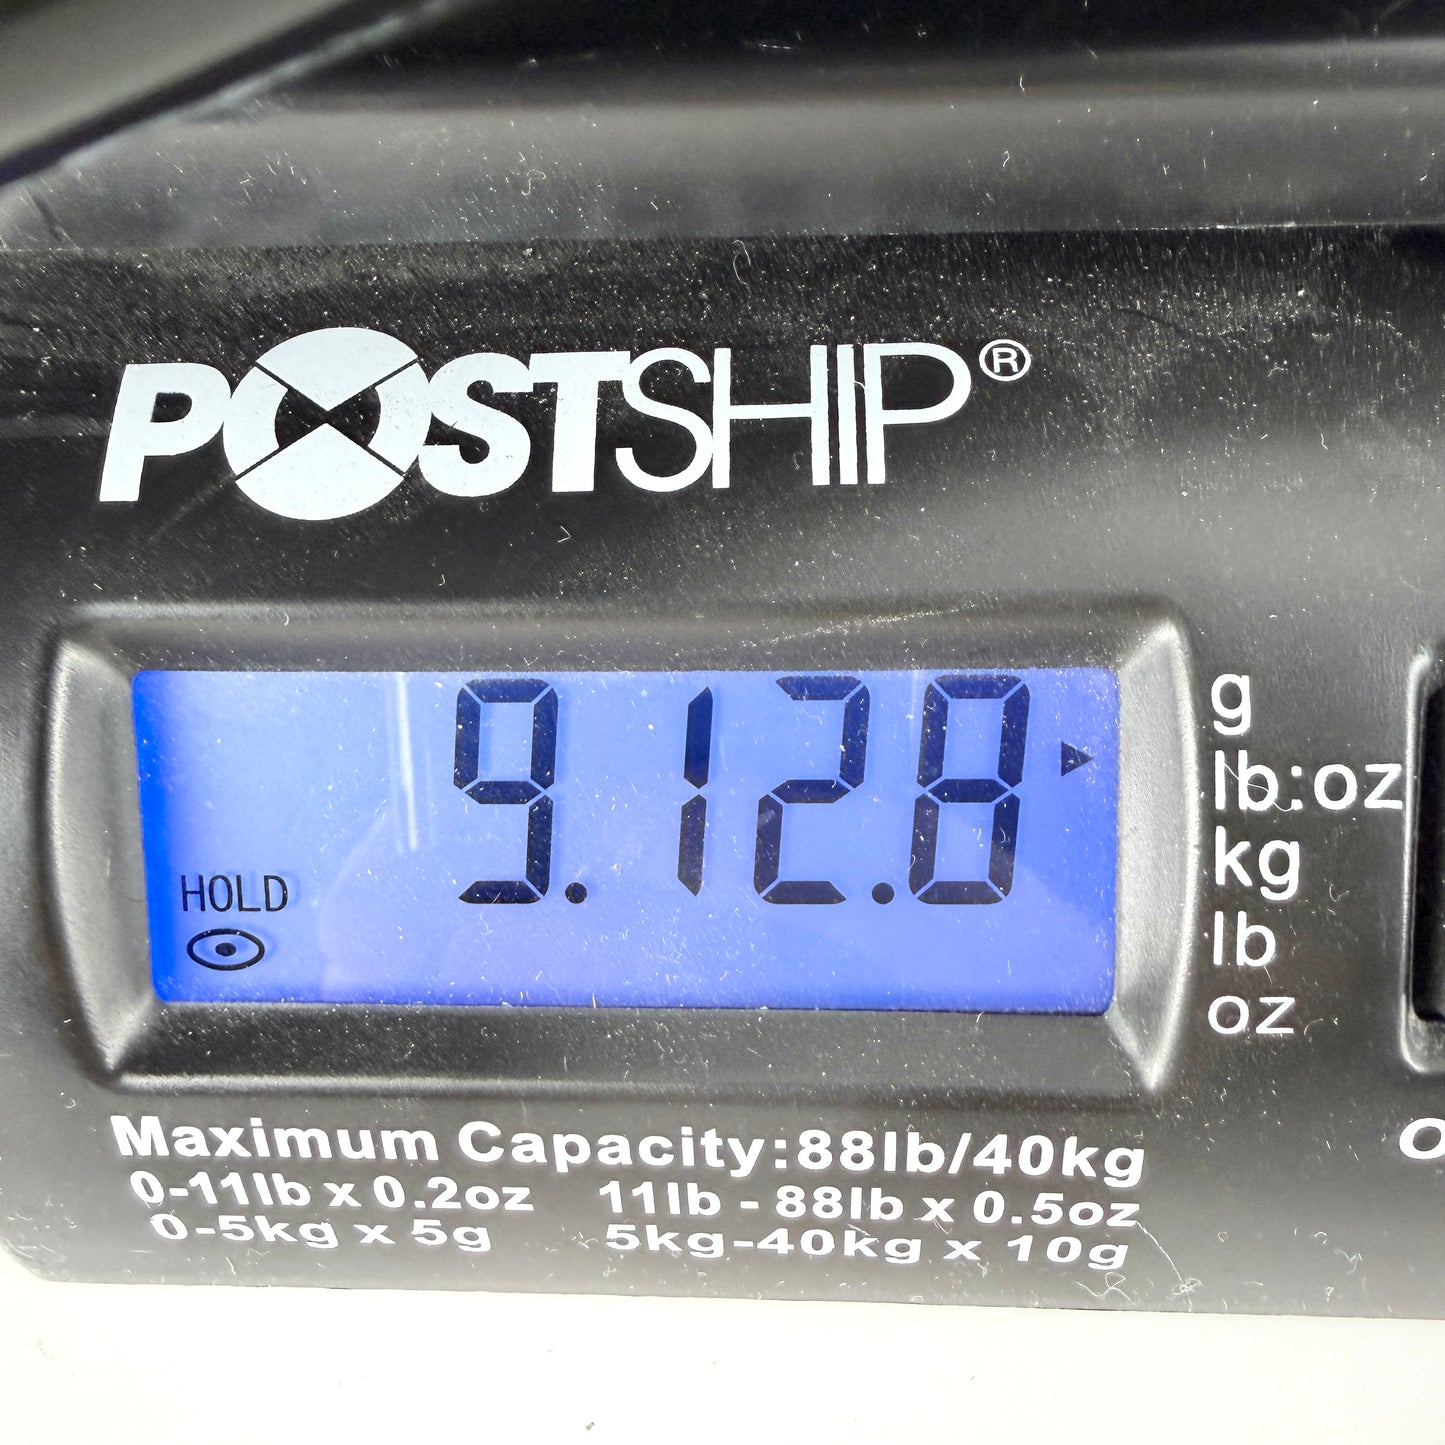 POSTSHIP®
9.12.8
HOLD
g
lb:oz
kg
lb
oz
Maximum Capacity:88lb/40kg
0-11lb x 0.2oz 11lb - 88lb x 0.5oz
0-5kg x 5g 5kg-40kg x 10g